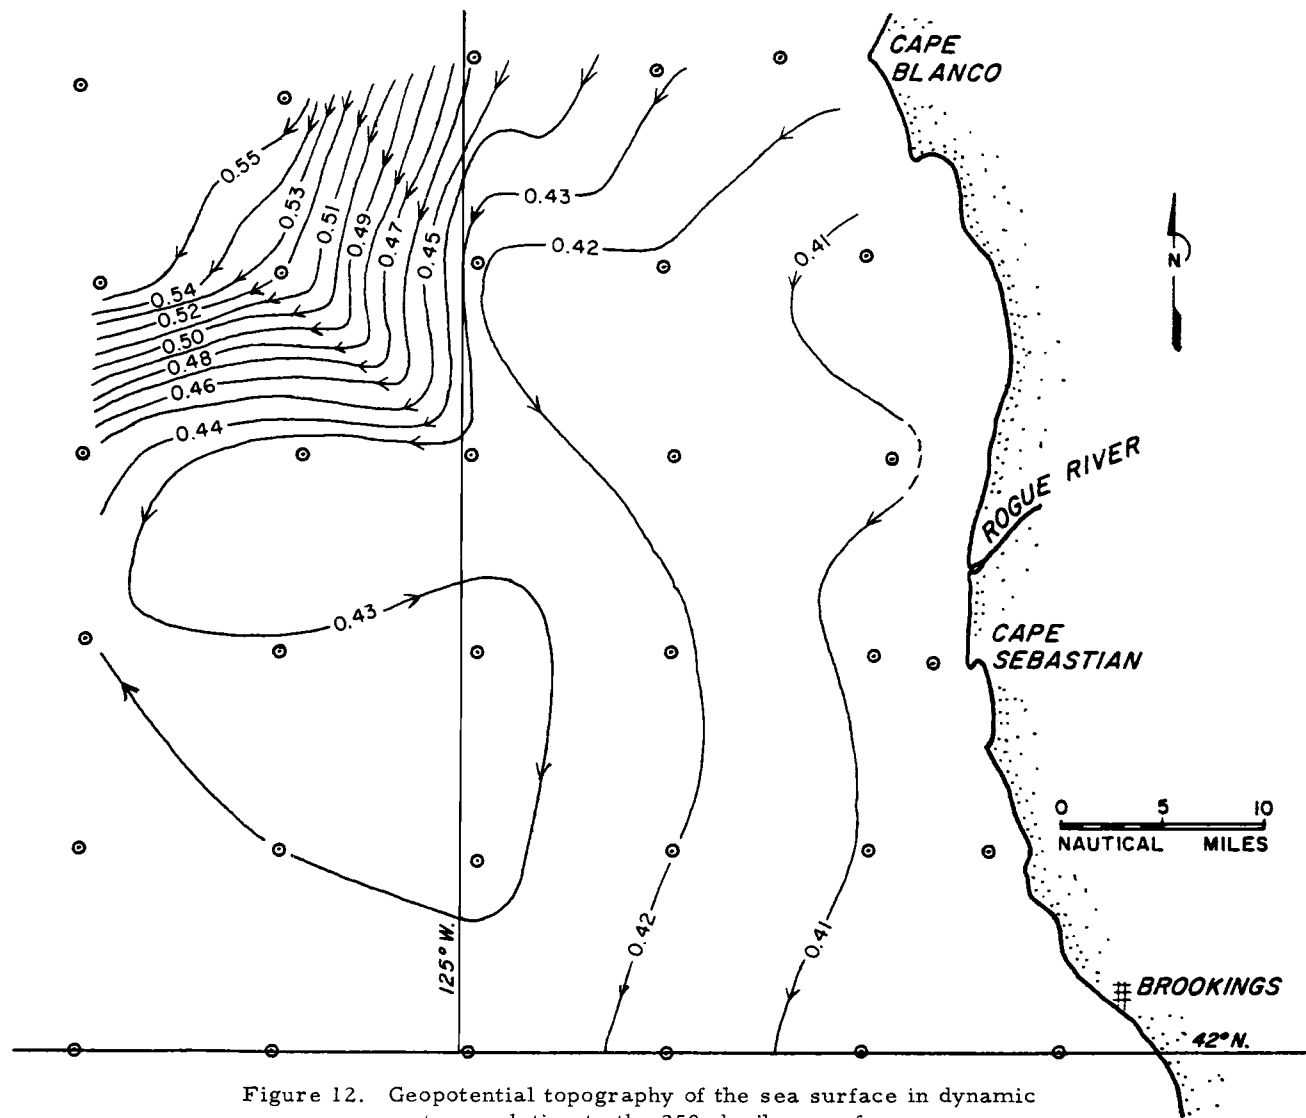 CAPE
BLANCO
0.55
0.53
0.51
0.49
0.47
0.45
0.43
0.42
0.41
N
0.54
0.52
0.50
0.48
0.46
0.44
ROGUE RIVER
0.43
CAPE
SEBASTIAN
0 5 10
NAUTICAL MILES
0.42
0.41
125° W.
BROOKINGS
42° N.
Figure 12. Geopotential topography of the sea surface in dynamic